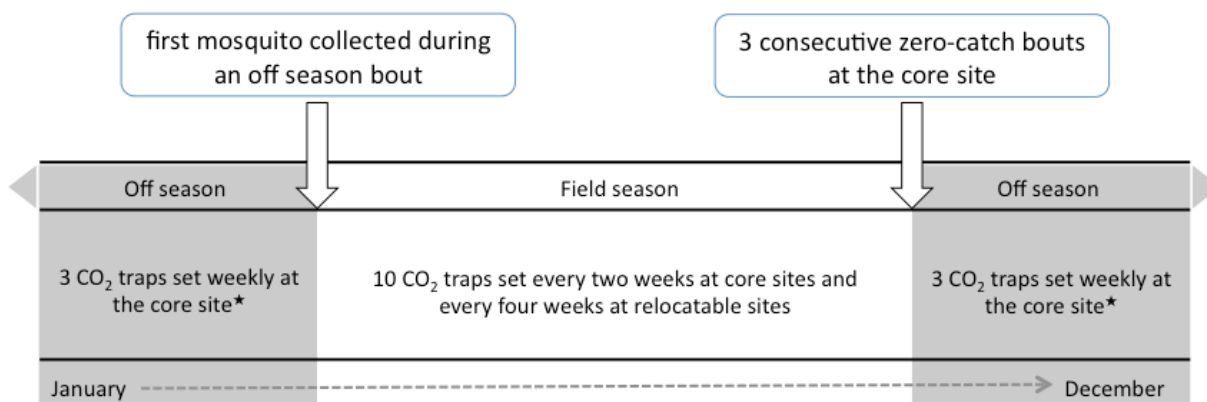 first mosquito collected during
an off season bout
3 consecutive zero-catch bouts
at the core site
Off season
Field season
Off season
3 CO₂ traps set weekly at
the core site★
10 CO₂ traps set every two weeks at core sites and
every four weeks at relocatable sites
3 CO₂ traps set weekly at
the core site★
January
December